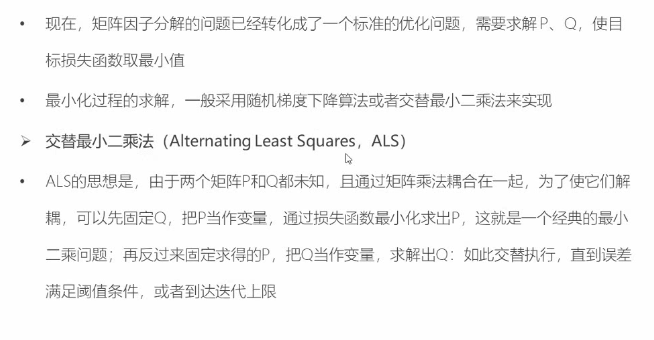 • 现在，矩阵因子分解的问题已经转化成了一个标准的优化问题，需要求解 P、Q，使目
标损失函数取最小值
• 最小化过程的求解，一般采用随机梯度下降算法或者交替最小二乘法来实现
➢ 交替最小二乘法（Alternating Least Squares，ALS）
• ALS的思想是，由于两个矩阵P和Q都未知，且通过矩阵乘法耦合在一起，为了使它们解
耦，可以先固定Q，把P当作变量，通过损失函数最小化求出P，这就是一个经典的最小
二乘问题；再反过来固定求得的P，把Q当作变量，求解出Q：如此交替执行，直到误差
满足阈值条件，或者到达迭代上限